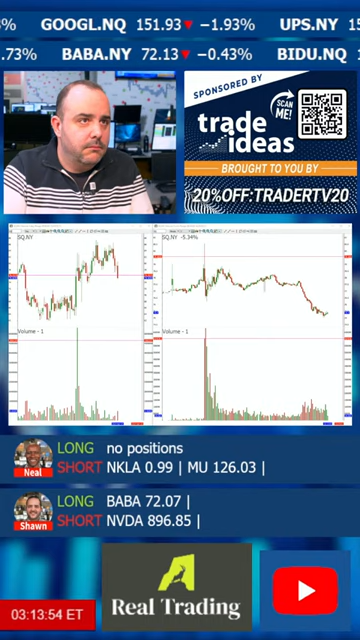 3% GOOGL.NQ 151.93▼ −1.93% UPS.NY 15
.73% BABA.NY 72.13▼ −0.43% BIDU.NQ
SPONSORED BY
SCAN ME!
trade ideas
BROUGHT TO YOU BY
20%OFF:TRADERTV20
SQ.NY
SQ.NY -5.34%
Volume - 1
Volume - 1
Neal
LONG no positions
SHORT NKLA 0.99 | MU 126.03 |
Shawn
LONG BABA 72.07 |
SHORT NVDA 896.85 |
03:13:54 ET
Real Trading